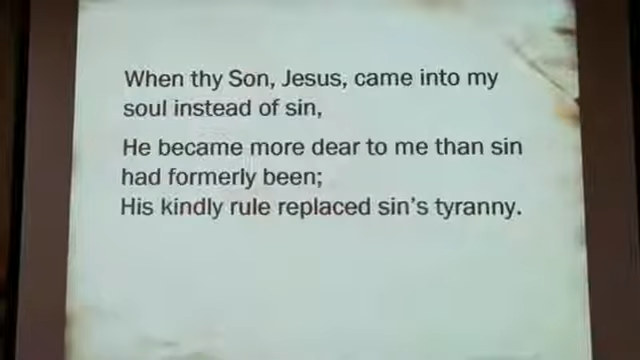 When thy Son, Jesus, came into my
soul instead of sin,
He became more dear to me than sin
had formerly been;
His kindly rule replaced sin's tyranny.